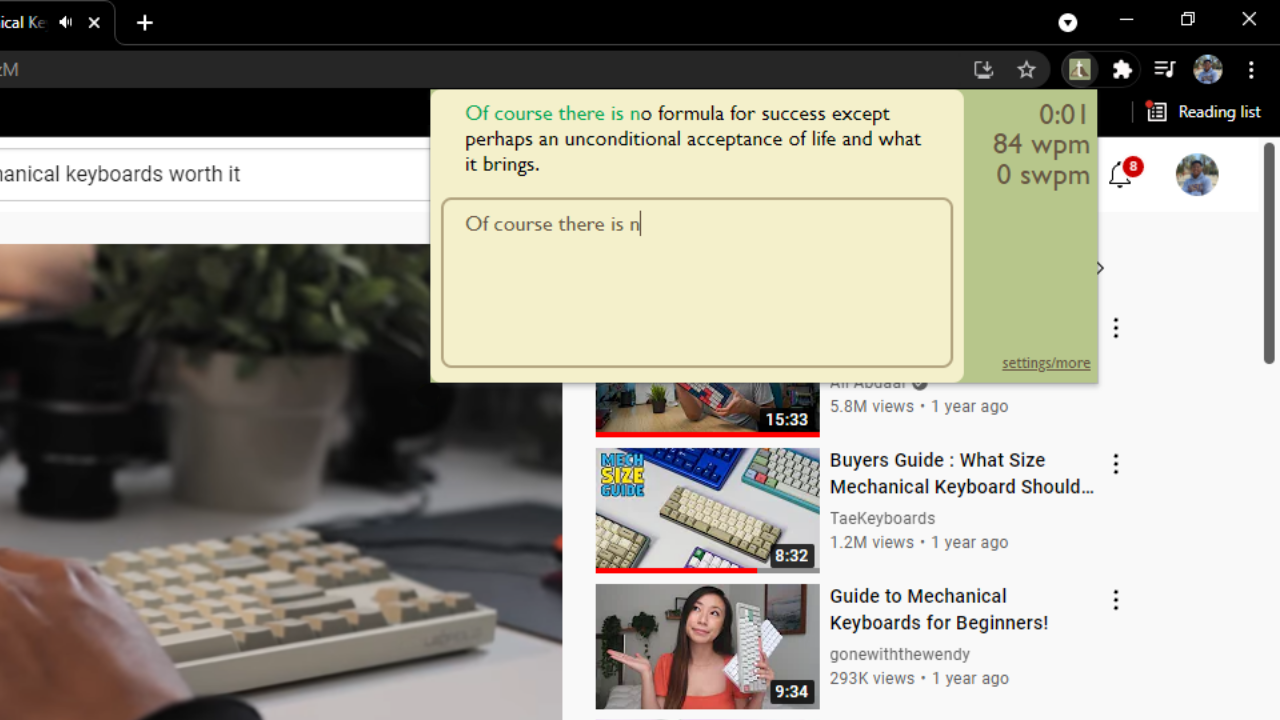 ical Ke
zM
Reading list
Of course there is no formula for success except
perhaps an unconditional acceptance of life and what
it brings.
0:01
84 wpm
0 swpm
Of course there is n
settings/more
8
hanical keyboards worth it
Ali Abdaal
5.8M views • 1 year ago
15:33
MECH
SIZE
GUIDE
8:32
Buyers Guide : What Size
Mechanical Keyboard Should...
TaeKeyboards
1.2M views • 1 year ago
9:34
Guide to Mechanical
Keyboards for Beginners!
gonewiththewendy
293K views • 1 year ago